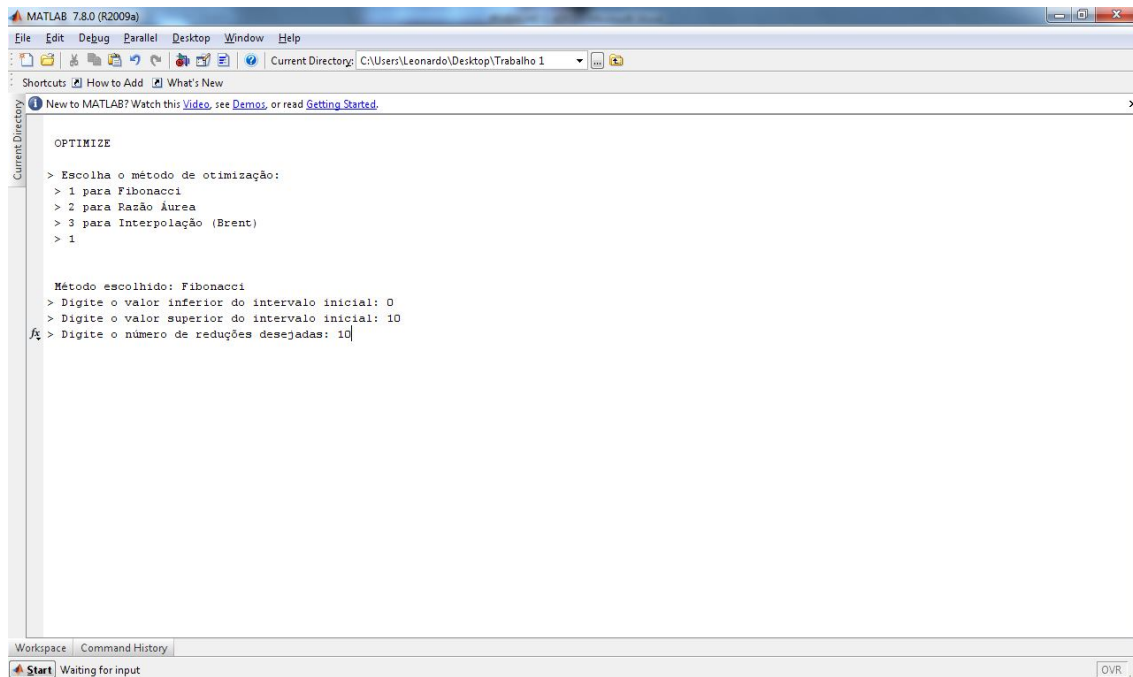 MATLAB 7.8.0 (R2009a)
File Edit Debug Parallel Desktop Window Help
Current Directory: C:\Users\Leonardo\Desktop\Trabalho 1
Shortcuts How to Add What's New
Current Directory
New to MATLAB? Watch this Video, see Demos, or read Getting Started.
OPTIMIZE
> Escolha o método de otimização:
> 1 para Fibonacci
> 2 para Razão Áurea
> 3 para Interpolação (Brent)
> 1
Método escolhido: Fibonacci
> Digite o valor inferior do intervalo inicial: 0
> Digite o valor superior do intervalo inicial: 10
fx > Digite o número de reduções desejadas: 10
Workspace Command History
Start Waiting for input
OVR